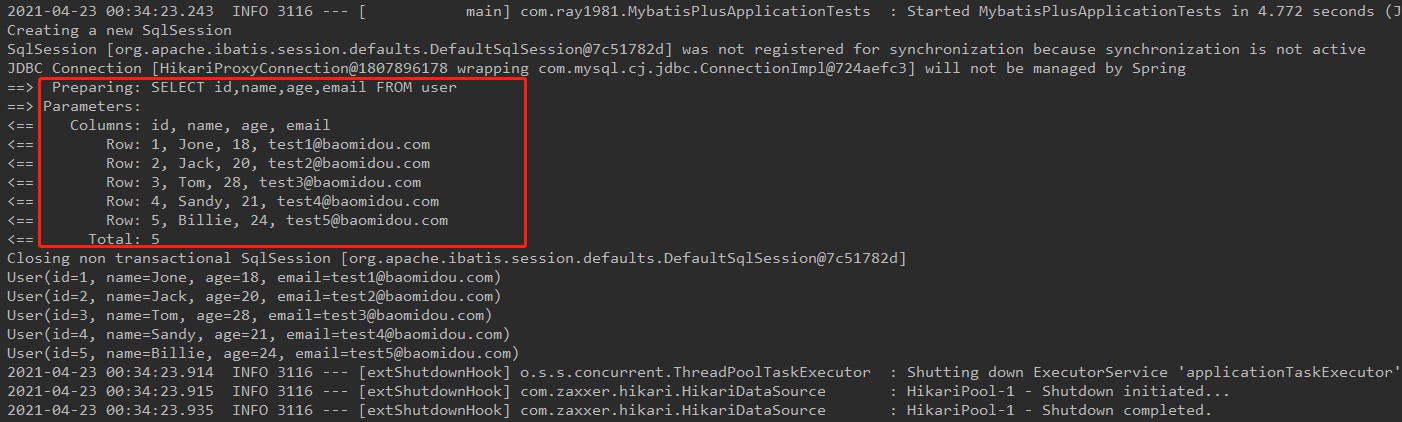 2021-04-23 00:34:23.243  INFO 3116 --- [           main] com.ray1981.MybatisPlusApplicationTests  : Started MybatisPlusApplicationTests in 4.772 seconds (J
Creating a new SqlSession
SqlSession [org.apache.ibatis.session.defaults.DefaultSqlSession@7c51782d] was not registered for synchronization because synchronization is not active
JDBC Connection [HikariProxyConnection@1807896178 wrapping com.mysql.cj.jdbc.ConnectionImpl@724aefc3] will not be managed by Spring
==>  Preparing: SELECT id,name,age,email FROM user
==> Parameters:
<==    Columns: id, name, age, email
<==        Row: 1, Jone, 18, test1@baomidou.com
<==        Row: 2, Jack, 20, test2@baomidou.com
<==        Row: 3, Tom, 28, test3@baomidou.com
<==        Row: 4, Sandy, 21, test4@baomidou.com
<==        Row: 5, Billie, 24, test5@baomidou.com
<==      Total: 5
Closing non transactional SqlSession [org.apache.ibatis.session.defaults.DefaultSqlSession@7c51782d]
User(id=1, name=Jone, age=18, email=test1@baomidou.com)
User(id=2, name=Jack, age=20, email=test2@baomidou.com)
User(id=3, name=Tom, age=28, email=test3@baomidou.com)
User(id=4, name=Sandy, age=21, email=test4@baomidou.com)
User(id=5, name=Billie, age=24, email=test5@baomidou.com)
2021-04-23 00:34:23.914  INFO 3116 --- [extShutdownHook] o.s.s.concurrent.ThreadPoolTaskExecutor  : Shutting down ExecutorService 'applicationTaskExecutor'
2021-04-23 00:34:23.915  INFO 3116 --- [extShutdownHook] com.zaxxer.hikari.HikariDataSource       : HikariPool-1 - Shutdown initiated...
2021-04-23 00:34:23.935  INFO 3116 --- [extShutdownHook] com.zaxxer.hikari.HikariDataSource       : HikariPool-1 - Shutdown completed.